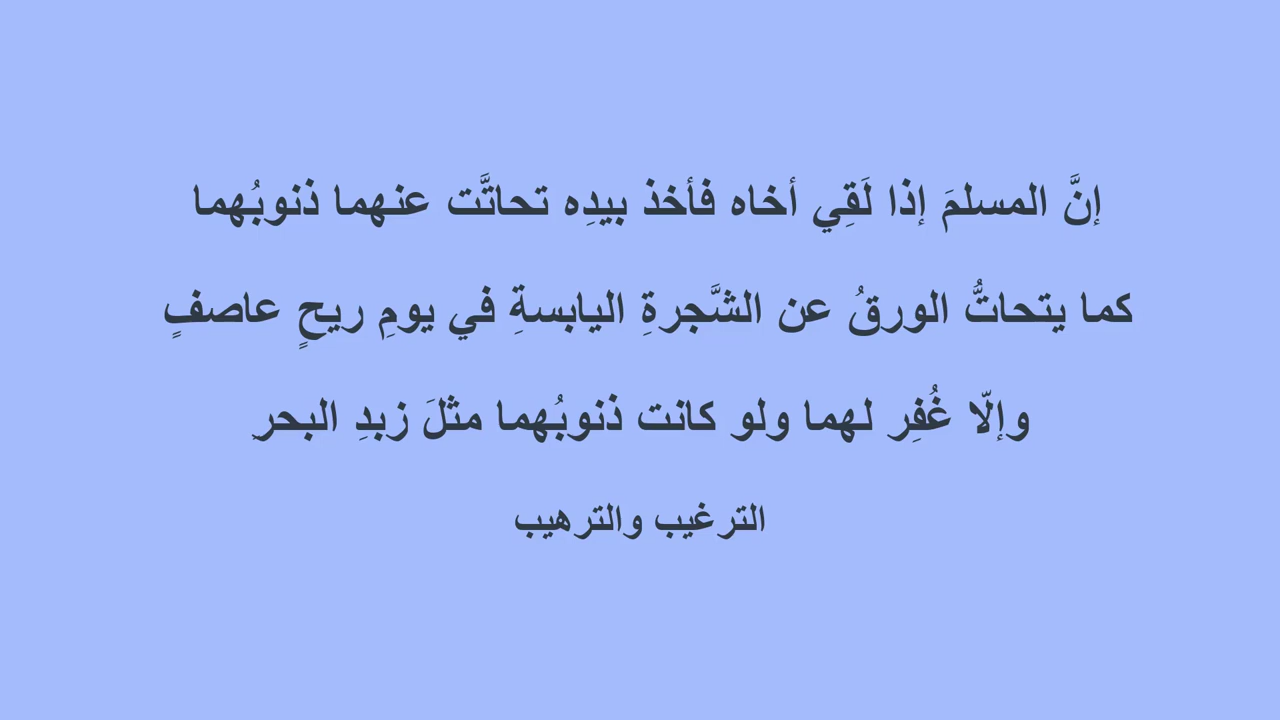 إنَّ المسلمَ إذا لَقِي أخاه فأخذ بيدِه تحاتَّت عنهما ذنوبُهما
كما يتحاتُّ الورقُ عن الشَّجرةِ اليابسةِ في يومِ ريحٍ عاصفٍ
وإلّا غُفِر لهما ولو كانت ذنوبُهما مثلَ زبدِ البحرِ
الترغيب والترهيب